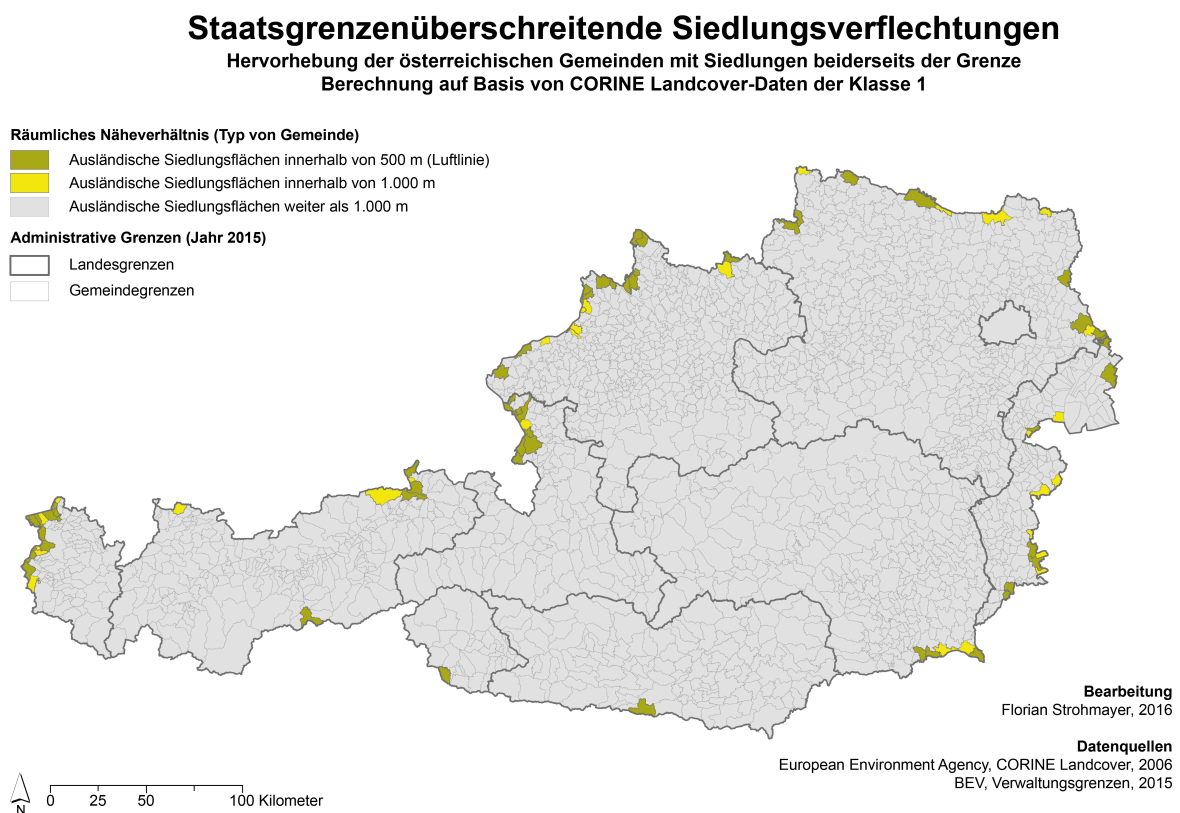 Staatsgrenzenüberschreitende Siedlungsverflechtungen
Hervorhebung der österreichischen Gemeinden mit Siedlungen beiderseits der Grenze
Berechnung auf Basis von CORINE Landcover-Daten der Klasse 1
Räumliches Näheverhältnis (Typ von Gemeinde)
Ausländische Siedlungsflächen innerhalb von 500 m (Luftlinie)
Ausländische Siedlungsflächen innerhalb von 1.000 m
Ausländische Siedlungsflächen weiter als 1.000 m
Administrative Grenzen (Jahr 2015)
Landesgrenzen
Gemeindegrenzen
Bearbeitung
Florian Strohmayer, 2016
Datenquellen
European Environment Agency, CORINE Landcover, 2006
BEV, Verwaltungsgrenzen, 2015
N
0 25 50 100 Kilometer